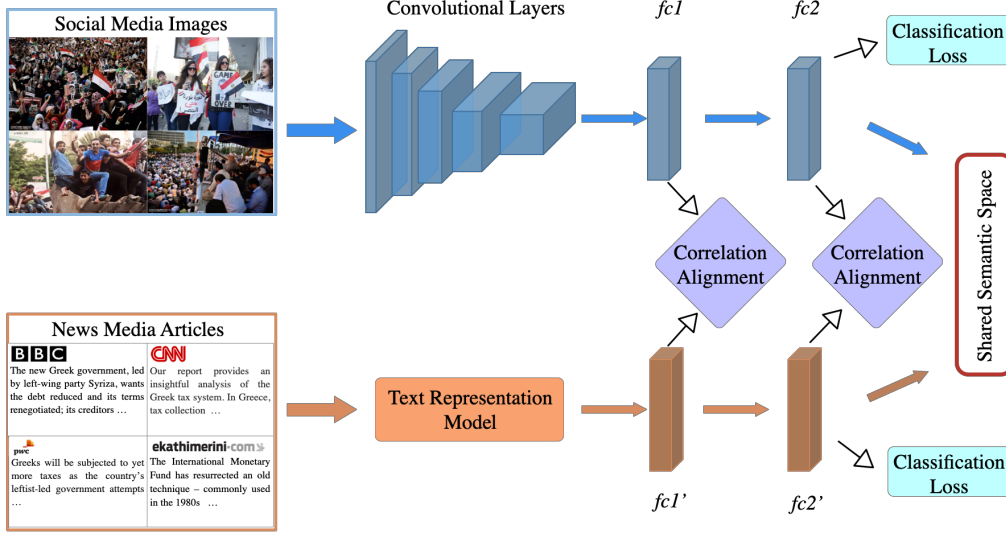 Social Media Images
GAME
OVER
Convolutional Layers
fc1
fc2
Classification
Loss
Correlation
Alignment
Correlation
Alignment
Shared Semantic Space
News Media Articles
BBC
The new Greek government, led
by left-wing party Syriza, wants
the debt reduced and its terms
renegotiated; its creditors …
CNN
Our report provides an
insightful analysis of the
Greek tax system. In Greece,
tax collection …
pwc
Greeks will be subjected to yet
more taxes as the country's
leftist-led government attempts
…
ekathimerini-com
The International Monetary
Fund has resurrected an old
technique – commonly used
in the 1980s …
Text Representation
Model
fc1'
fc2'
Classification
Loss